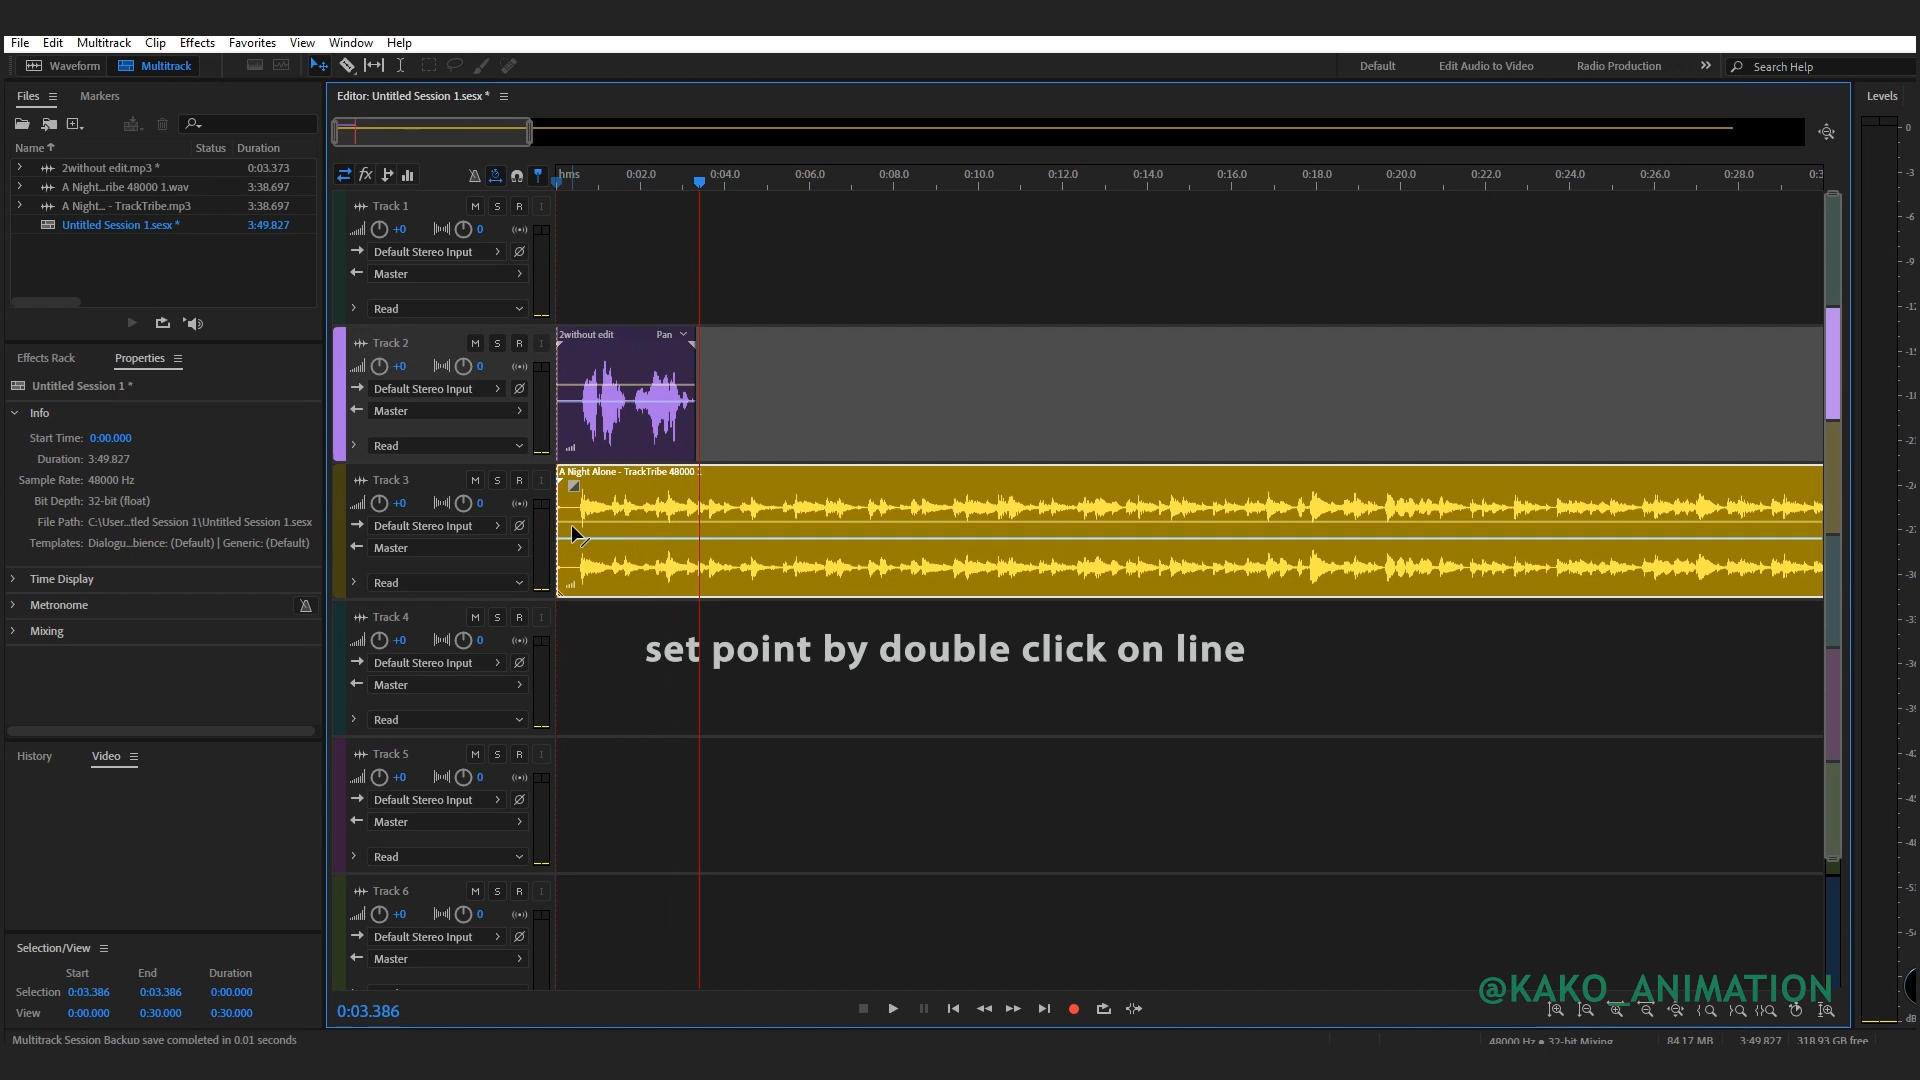 File Edit Multitrack Clip Effects Favorites View Window Help
Waveform Multitrack Default Edit Audio to Video Radio Production Search Help
Files Markers
Editor: Untitled Session 1.sesx *
Levels
Name Status Duration
2without edit.mp3 * 0:03.373
A Night...ribe 48000 1.wav 3:38.697
A Night... - TrackTribe.mp3 3:38.697
Untitled Session 1.sesx * 3:49.827
Effects Rack Properties
Untitled Session 1 *
Info
Start Time: 0:00.000
Duration: 3:49.827
Sample Rate: 48000 Hz
Bit Depth: 32-bit (float)
File Path: C:\User...tled Session 1\Untitled Session 1.sesx
Templates: Dialogu...bience: (Default) | Generic: (Default)
Time Display
Metronome
Mixing
History Video
Selection/View
Start End Duration
Selection 0:03.386 0:03.386 0:00.000
View 0:00.000 0:30.000 0:30.000
Multitrack Session Backup save completed in 0.01 seconds
fx
hms 0:02.0 0:04.0 0:06.0 0:08.0 0:10.0 0:12.0 0:14.0 0:16.0 0:18.0 0:20.0 0:22.0 0:24.0 0:26.0 0:28.0
Track 1 M S R I
+0 0
Default Stereo Input
Master
Read
Track 2 M S R I
+0 0
Default Stereo Input
Master
Read
2without edit Pan
Track 3 M S R I
+0 0
Default Stereo Input
Master
Read
A Night Alone - TrackTribe 48000 1
Track 4 M S R I
+0 0
Default Stereo Input
Master
Read
set point by double click on line
Track 5 M S R I
+0 0
Default Stereo Input
Master
Read
Track 6 M S R I
+0 0
Default Stereo Input
Master
@KAKO_ANIMATION
0:03.386
48000 Hz • 32-bit Mixing 84.17 MB 3:49.827 318.93 GB free
0
-3
-6
-9
dB